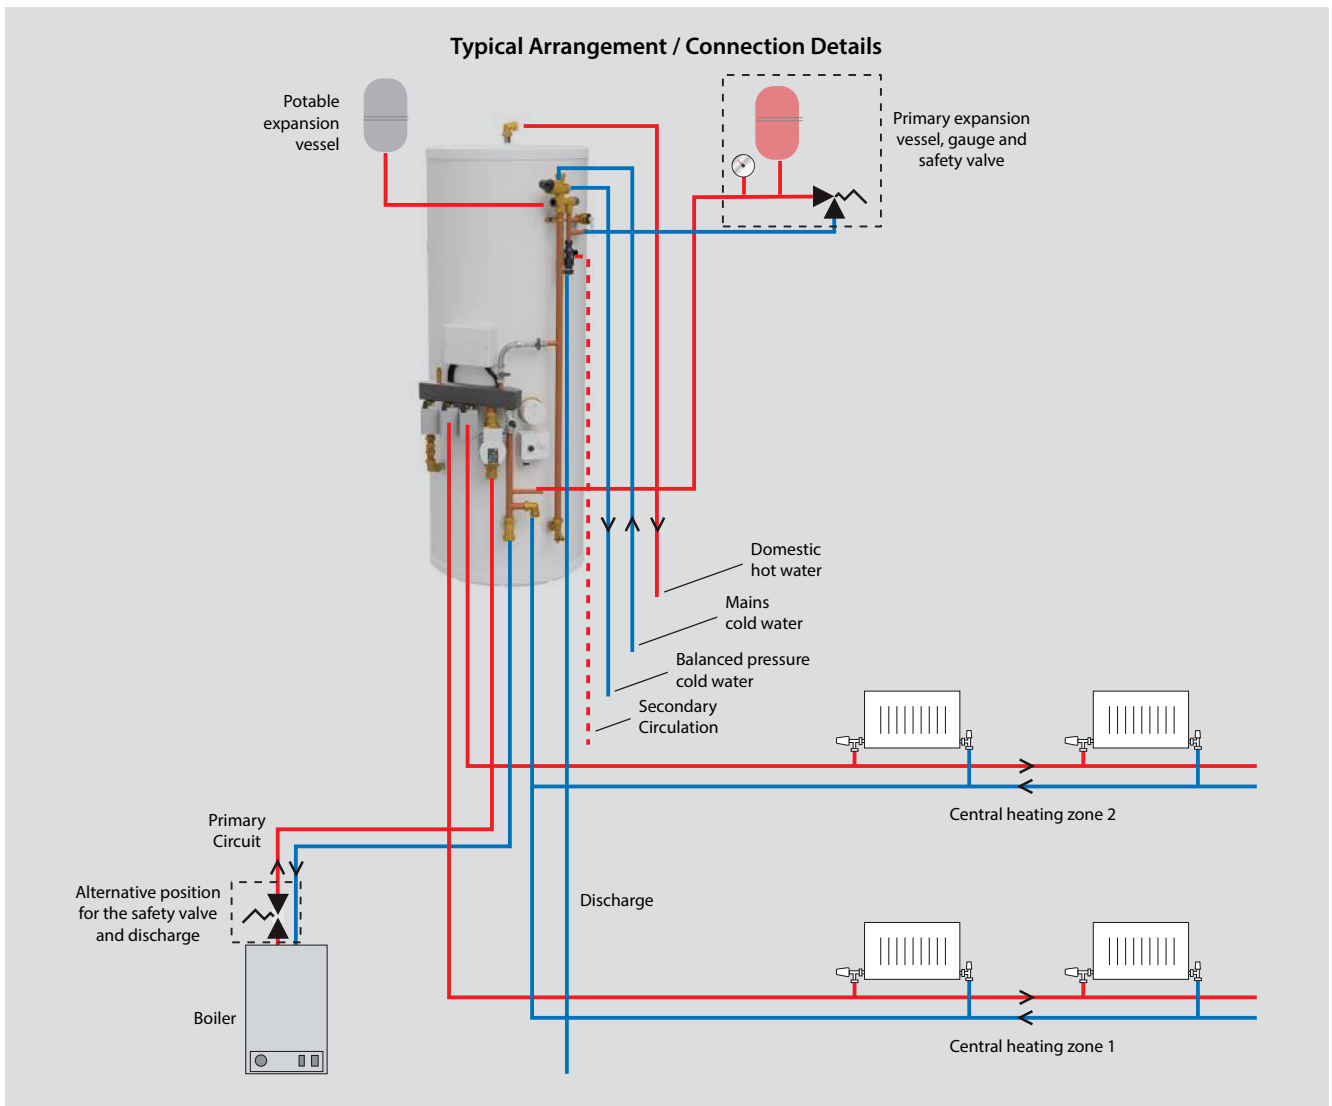 Typical Arrangement / Connection Details
Potable
expansion
vessel
Primary expansion
vessel, gauge and
safety valve
Domestic
hot water
Mains
cold water
Balanced pressure
cold water
Secondary
Circulation
Central heating zone 2
Primary
Circuit
Alternative position
for the safety valve
and discharge
Discharge
Boiler
Central heating zone 1